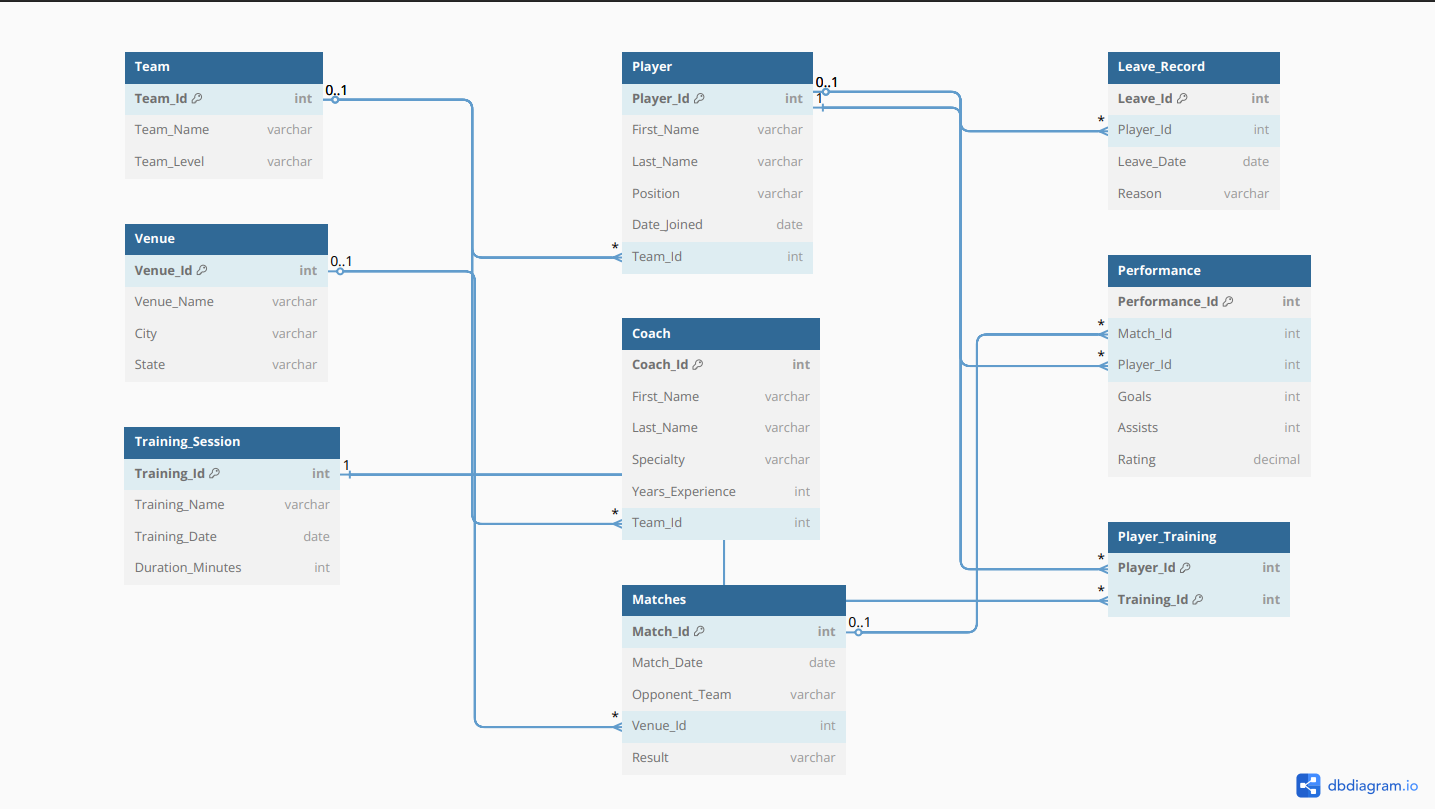 Team
Team_Id int
Team_Name varchar
Team_Level varchar
0..1
Venue
Venue_Id int
Venue_Name varchar
City varchar
State varchar
0..1
Training_Session
Training_Id int
Training_Name varchar
Training_Date date
Duration_Minutes int
1
Player
Player_Id int
First_Name varchar
Last_Name varchar
Position varchar
Date_Joined date
* Team_Id int
0..1
1
Coach
Coach_Id int
First_Name varchar
Last_Name varchar
Specialty varchar
Years_Experience int
* Team_Id int
Matches
Match_Id int
Match_Date date
Opponent_Team varchar
* Venue_Id int
Result varchar
0..1
Leave_Record
Leave_Id int
* Player_Id int
Leave_Date date
Reason varchar
Performance
Performance_Id int
* Match_Id int
* Player_Id int
Goals int
Assists int
Rating decimal
Player_Training
* Player_Id int
* Training_Id int
dbdiagram.io